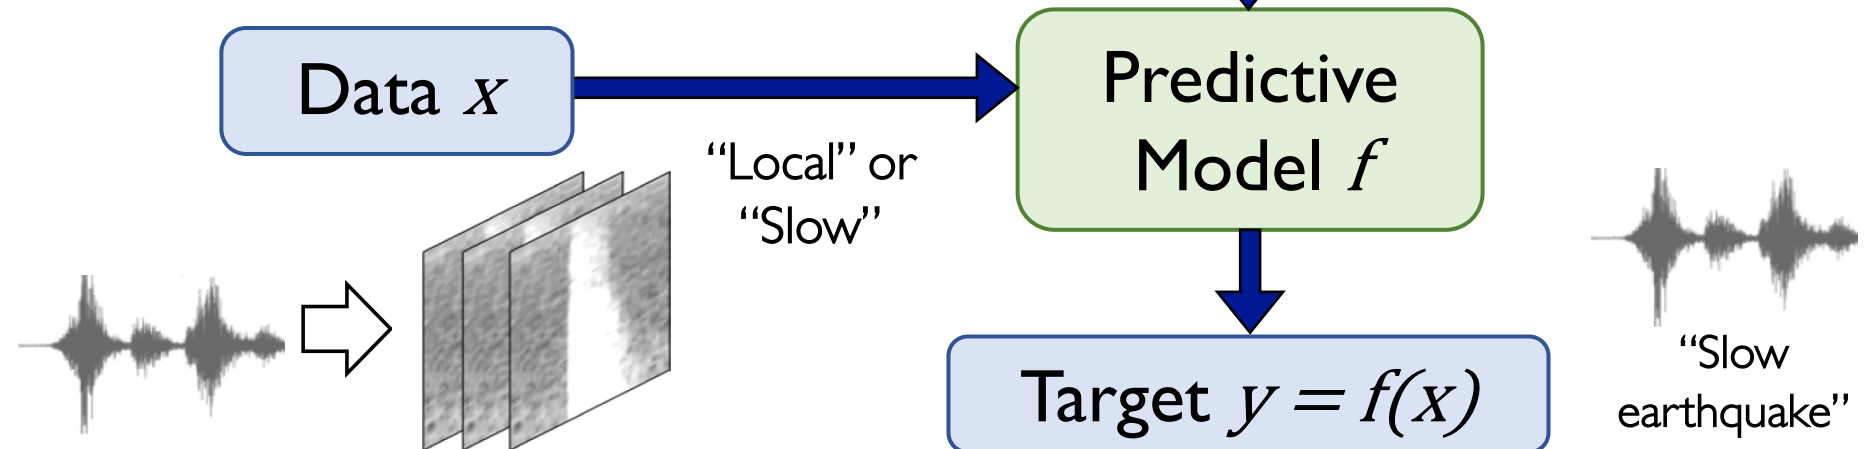 Data x
Predictive
Model f
“Local” or
“Slow”
Target y = f(x)
“Slow
earthquake”